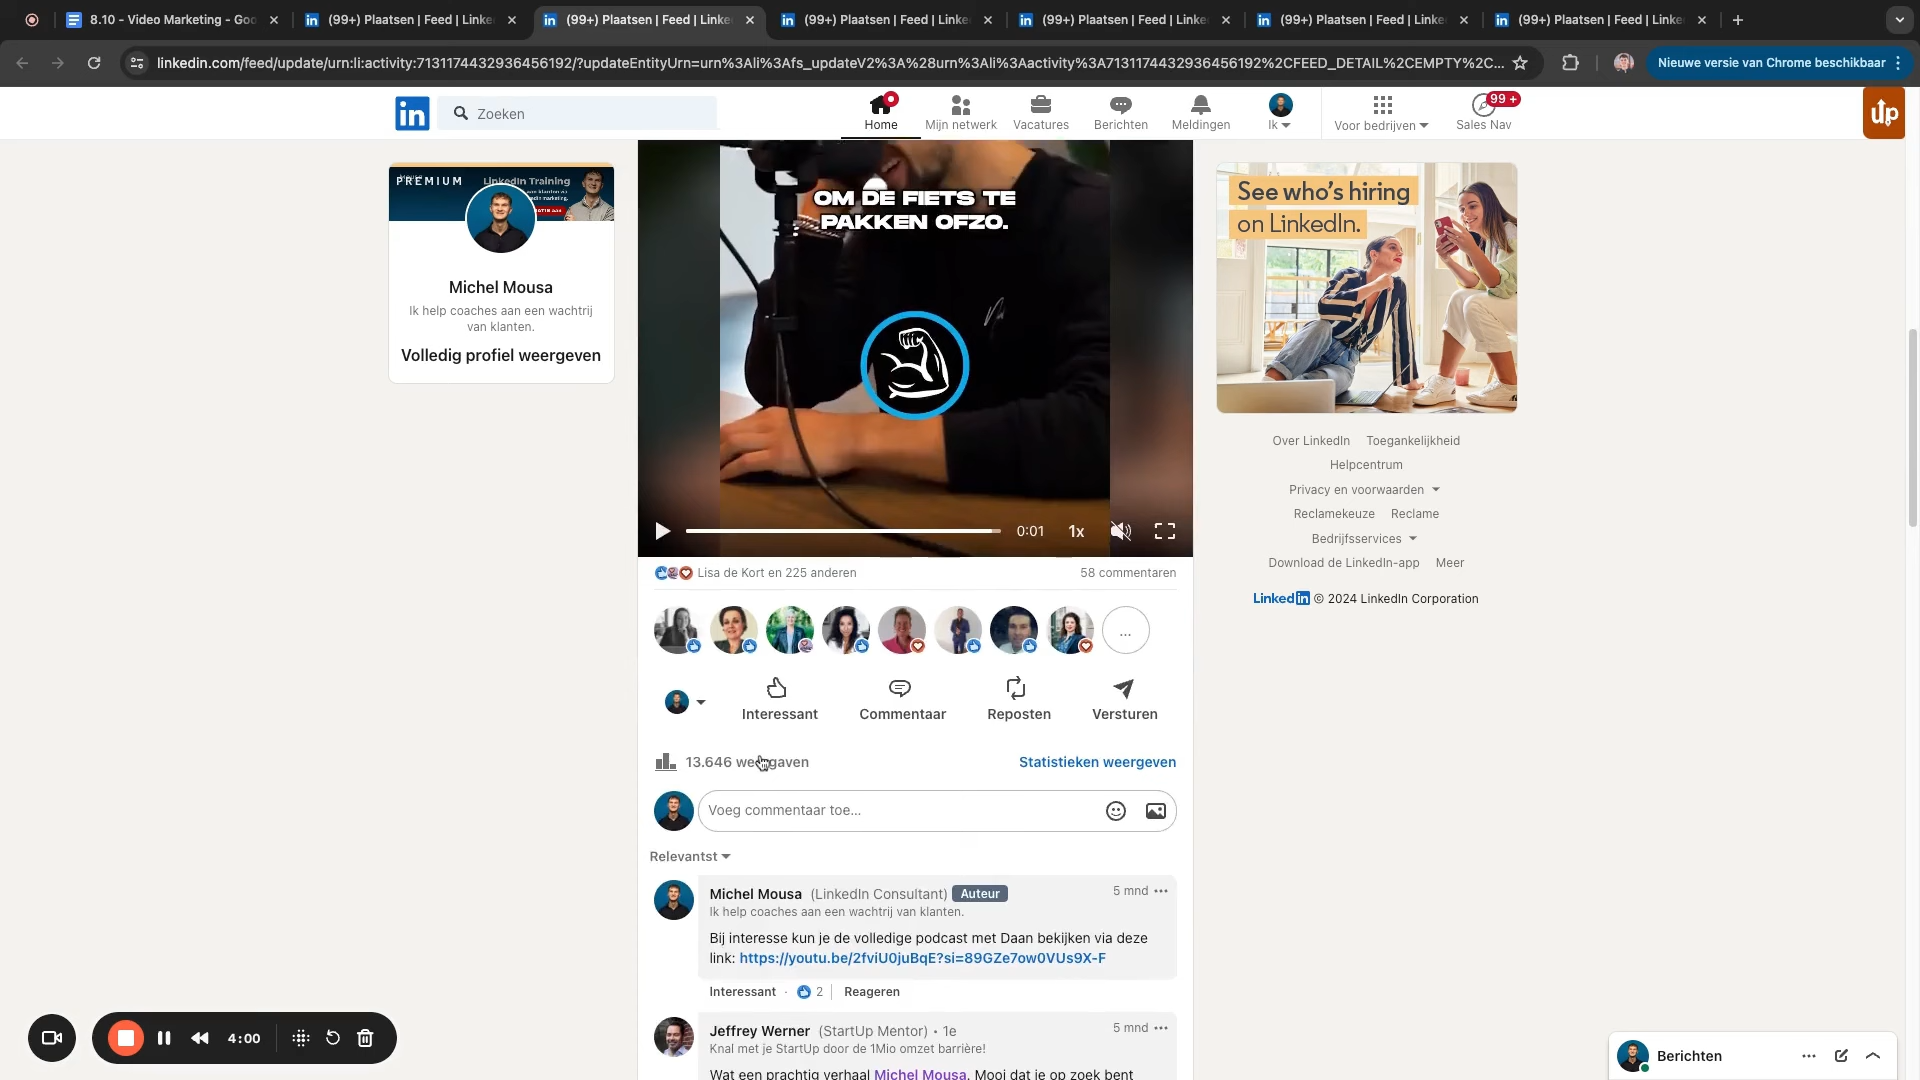 8.10 - Video Marketing - Goo
(99+) Plaatsen | Feed | Linke
(99+) Plaatsen | Feed | Linke
(99+) Plaatsen | Feed | Linke
(99+) Plaatsen | Feed | Linke
(99+) Plaatsen | Feed | Linke
(99+) Plaatsen | Feed | Linke
linkedin.com/feed/update/urn:li:activity:7131174432936456192/?updateEntityUrn=urn%3Ali%3Afs_updateV2%3A%28urn%3Ali%3Aactivity%3A7131174432936456192%2CFEED_DETAIL%2CEMPTY%2C...
Nieuwe versie van Chrome beschikbaar
in
Zoeken
Home
Mijn netwerk
Vacatures
Berichten
Meldingen
Ik
Voor bedrijven
99 +
Sales Nav
up
PREMIUM
LinkedIn Training
Michel Mousa
Ik help coaches aan een wachtrij
van klanten.
Volledig profiel weergeven
OM DE FIETS TE
PAKKEN OFZO.
0:01
1x
Lisa de Kort en 225 anderen
58 commentaren
...
Interessant
Commentaar
Reposten
Versturen
13.646 weergaven
Statistieken weergeven
Voeg commentaar toe...
Relevantst
Michel Mousa (LinkedIn Consultant) Auteur
5 mnd
Ik help coaches aan een wachtrij van klanten.
Bij interesse kun je de volledige podcast met Daan bekijken via deze
link: https://youtu.be/2fviU0juBqE?si=89GZe7ow0VUs9X-F
Interessant · 2 | Reageren
Jeffrey Werner (StartUp Mentor) • 1e
5 mnd
Knal met je StartUp door de 1Mio omzet barrière!
Wat een prachtig verhaal Michel Mousa. Mooi dat je op zoek bent
See who's hiring
on LinkedIn.
Over LinkedIn
Toegankelijkheid
Helpcentrum
Privacy en voorwaarden
Reclamekeuze
Reclame
Bedrijfsservices
Download de LinkedIn-app
Meer
Linked in © 2024 LinkedIn Corporation
4:00
Berichten